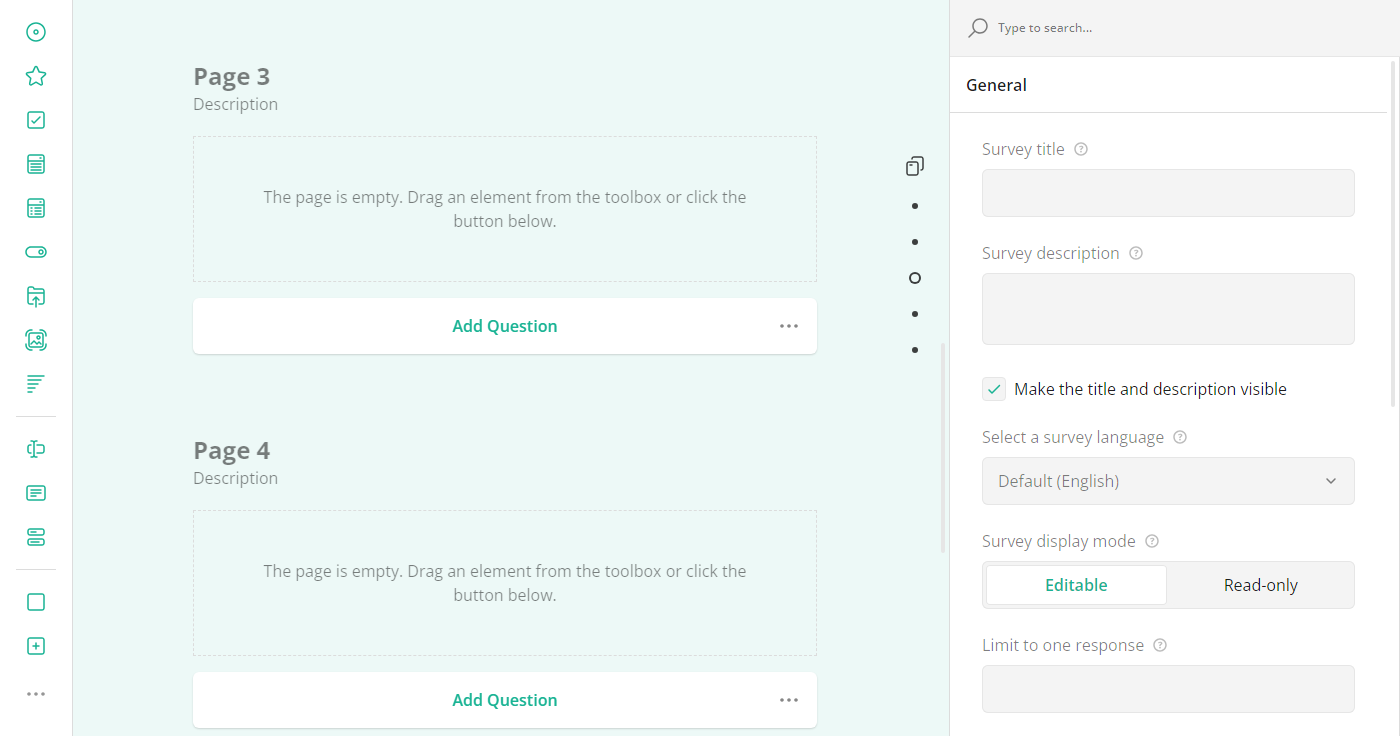 Page 3
Description
The page is empty. Drag an element from the toolbox or click the
button below.
Add Question
Page 4
Description
The page is empty. Drag an element from the toolbox or click the
button below.
Add Question
Type to search...
General
Survey title
Survey description
Make the title and description visible
Select a survey language
Default (English)
Survey display mode
Editable
Read-only
Limit to one response